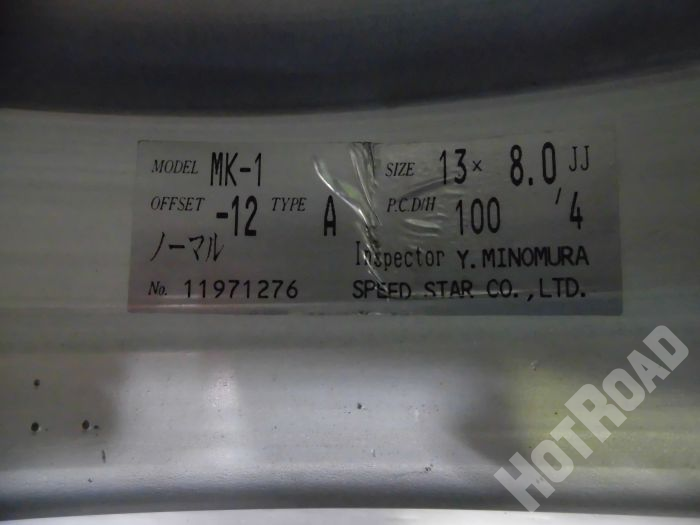 MODEL MK-1 SIZE 13× 8.0 JJ
OFFSET -12 TYPE A P.C.D/H 100 /4
ノーマル Inspector Y. MINOMURA
No. 11971276 SPEED STAR CO.,LTD.
HOTROAD